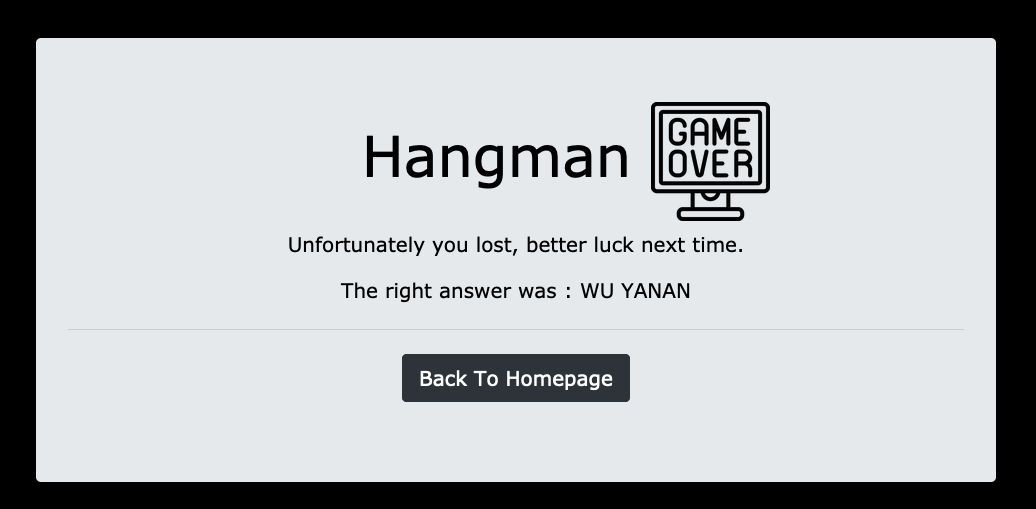 Hangman
GAME
OVER
Unfortunately you lost, better luck next time.
The right answer was : WU YANAN
Back To Homepage